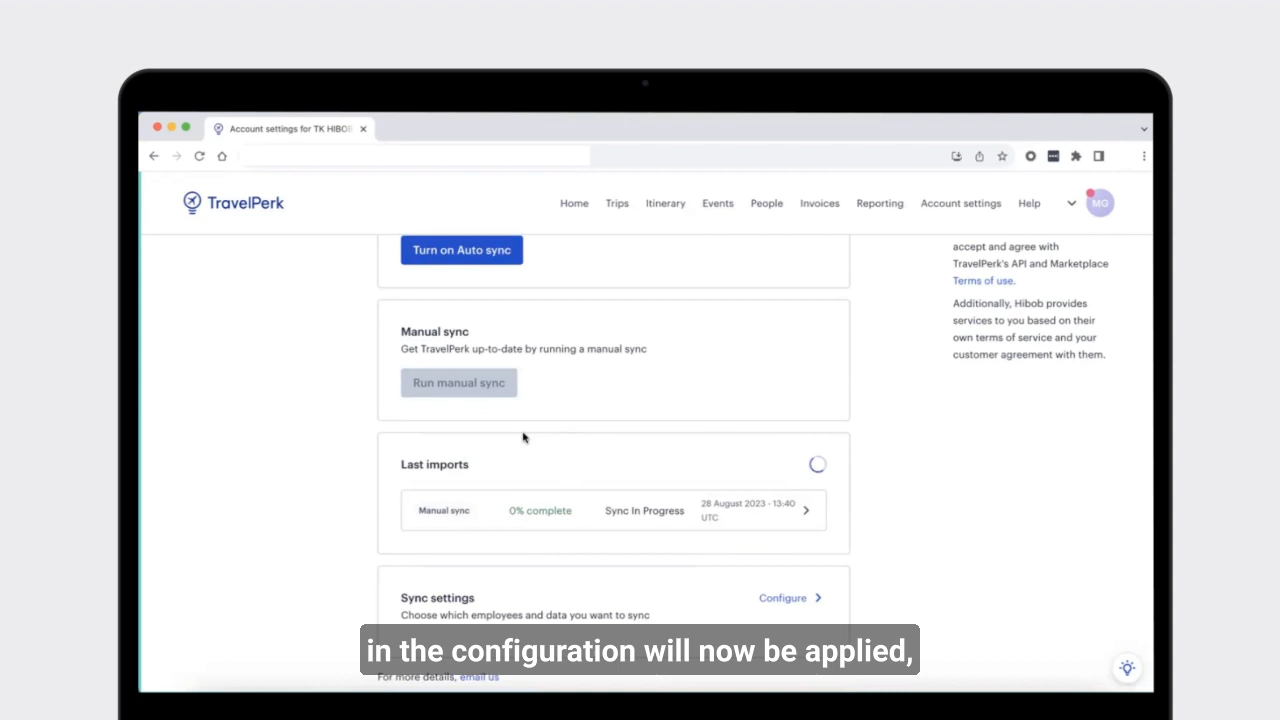 Account settings for TK HIBOB
TravelPerk
Home Trips Itinerary Events People Invoices Reporting Account settings Help MG
Turn on Auto sync
accept and agree with
TravelPerk's API and Marketplace
Terms of use.
Additionally, Hibob provides
services to you based on their
own terms of service and your
customer agreement with them.
Manual sync
Get TravelPerk up-to-date by running a manual sync
Run manual sync
Last imports
Manual sync 0% complete Sync In Progress 28 August 2023 - 13:40
UTC
Sync settings Configure
Choose which employees and data you want to sync
in the configuration will now be applied,
For more details, email us